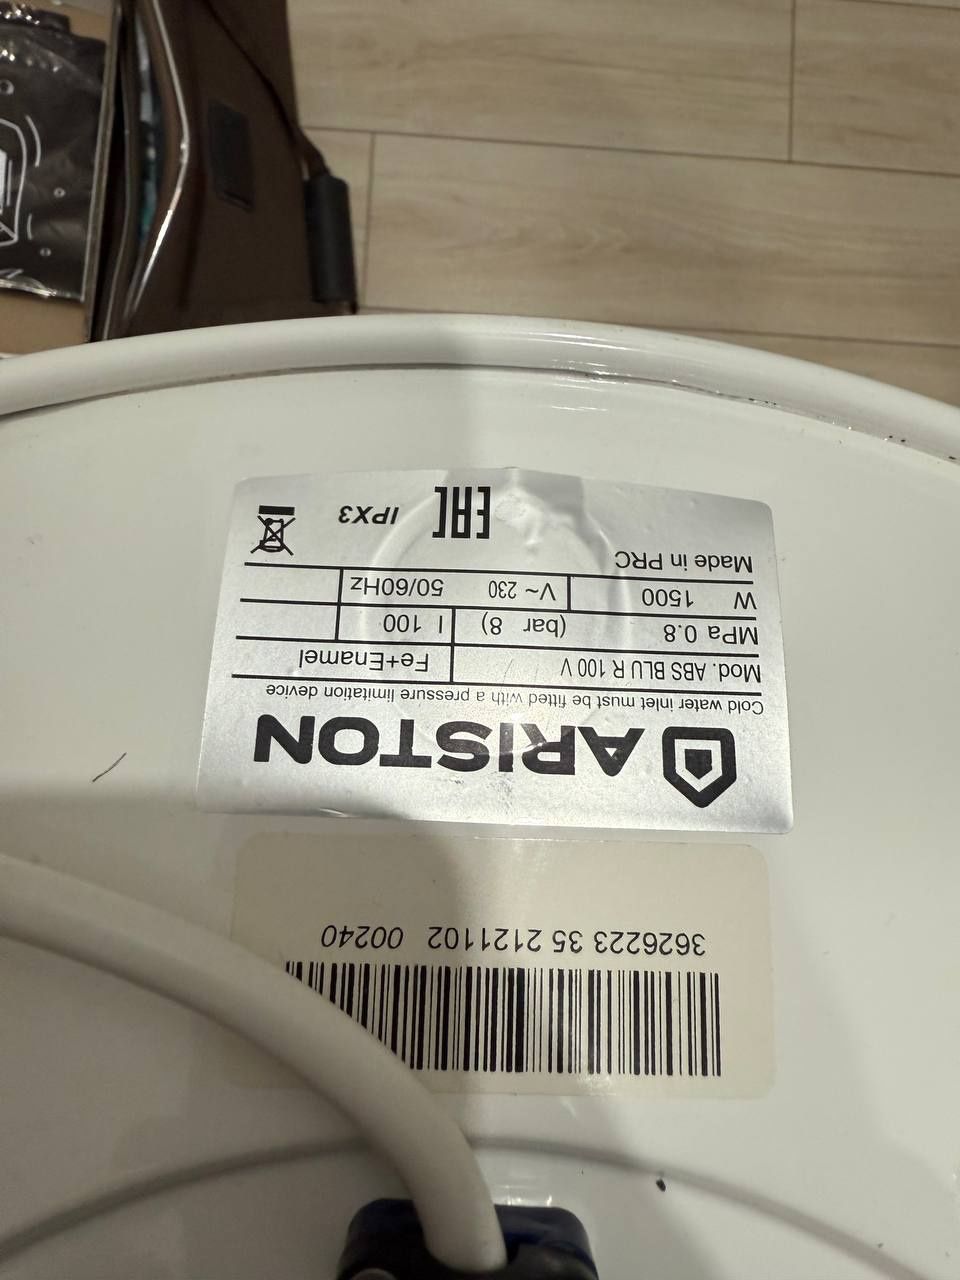 ARISTON
Cold water inlet must be fitted with a pressure limitation device
Mod. ABS BLU R 100 V Fe+Enamel
MPa 0.8 (bar 8) l 100
W 1500 V~ 230 50/60Hz
Made in PRC
EAC IPX3
3626223 35 2121102 00240